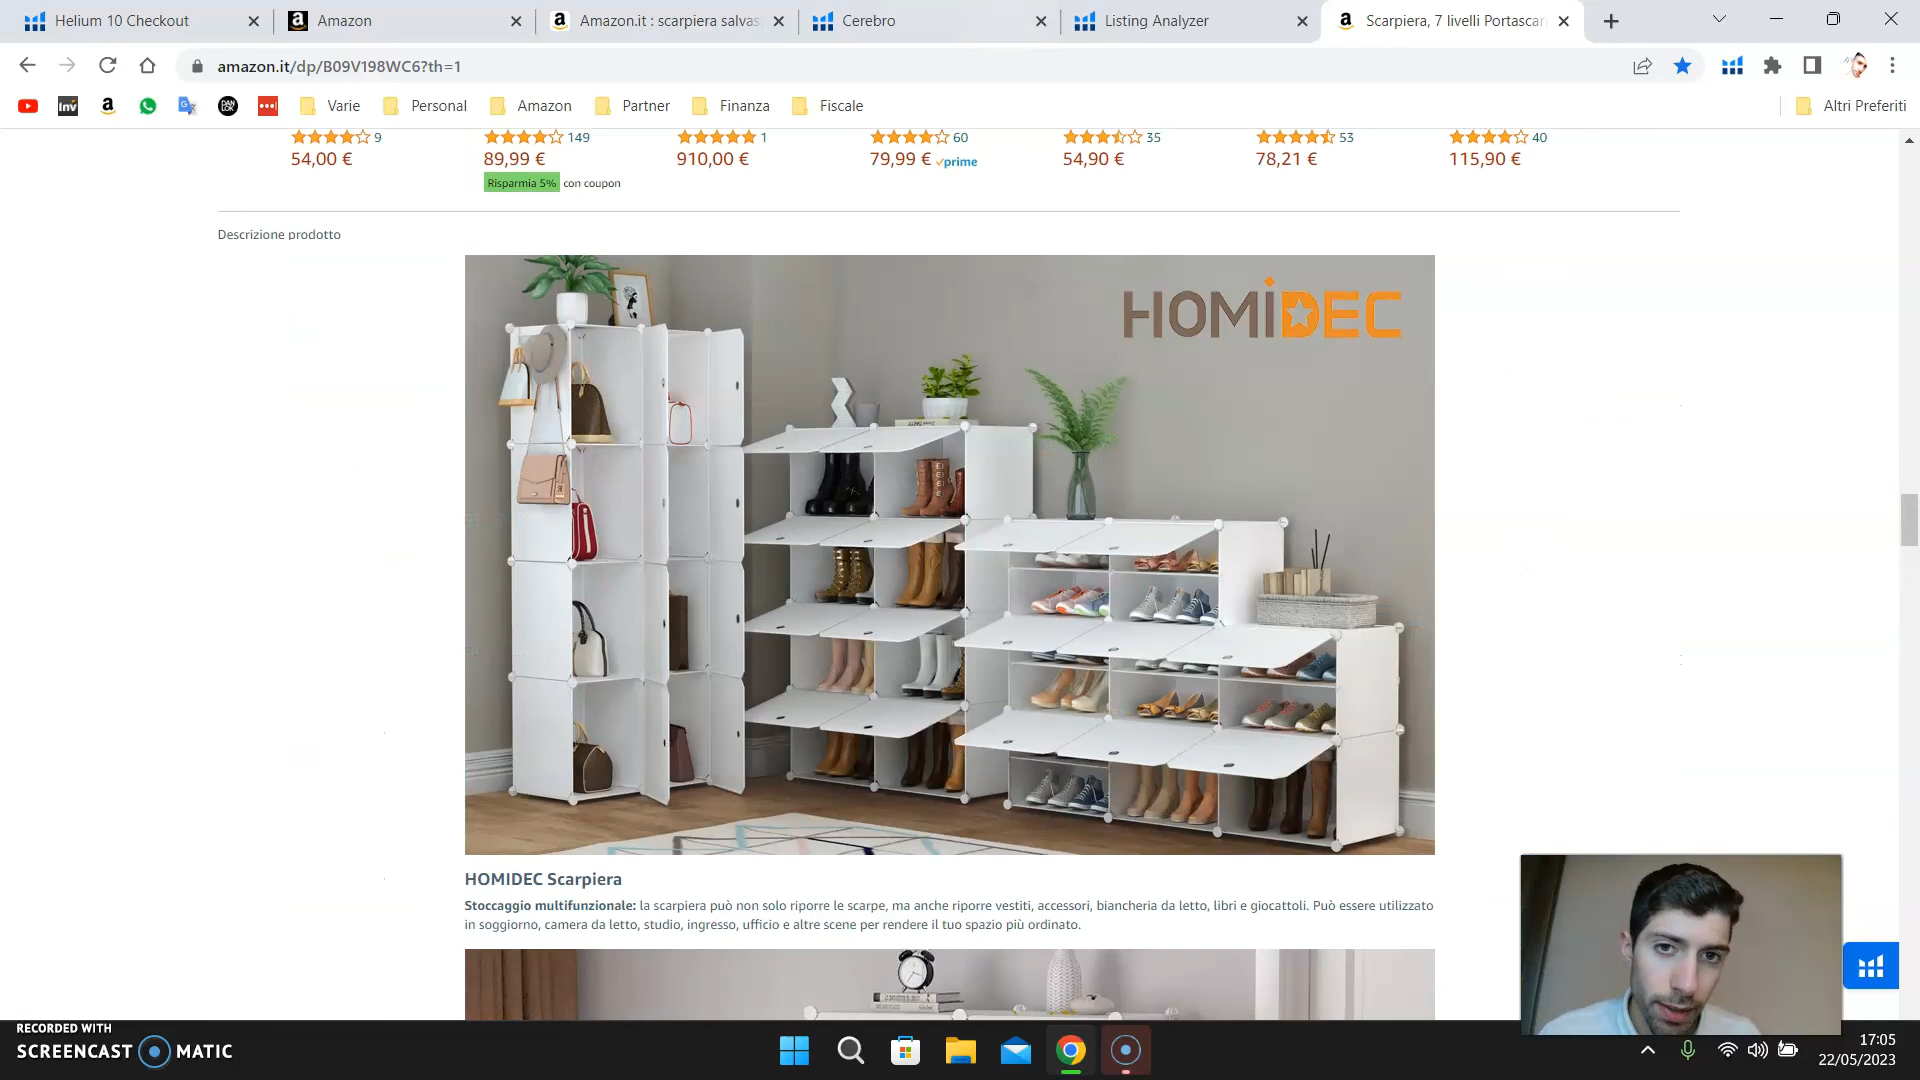 Helium 10 Checkout
Amazon
Amazon.it : scarpiera salvas
Cerebro
Listing Analyzer
Scarpiera, 7 livelli Portascar
amazon.it/dp/B09V198WC6?th=1
Inv
Varie
Personal
Amazon
Partner
Finanza
Fiscale
Altri Preferiti
9
149
1
60
35
53
40
54,00 €
89,99 €
910,00 €
79,99 € prime
54,90 €
78,21 €
115,90 €
Risparmia 5% con coupon
Descrizione prodotto
HOMIDEC
HOMIDEC Scarpiera
Stoccaggio multifunzionale: la scarpiera può non solo riporre le scarpe, ma anche riporre vestiti, accessori, biancheria da letto, libri e giocattoli. Può essere utilizzato
in soggiorno, camera da letto, studio, ingresso, ufficio e altre scene per rendere il tuo spazio più ordinato.
RECORDED WITH
SCREENCAST MATIC
17:05
22/05/2023